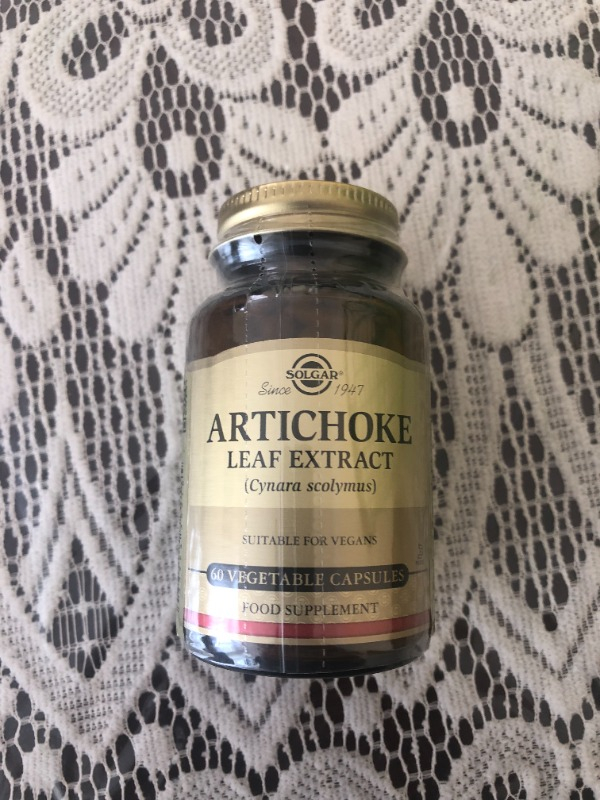 SOLGAR®
Since 1947
ARTICHOKE
LEAF EXTRACT
(Cynara scolymus)
SUITABLE FOR VEGANS
60 VEGETABLE CAPSULES
FOOD SUPPLEMENT